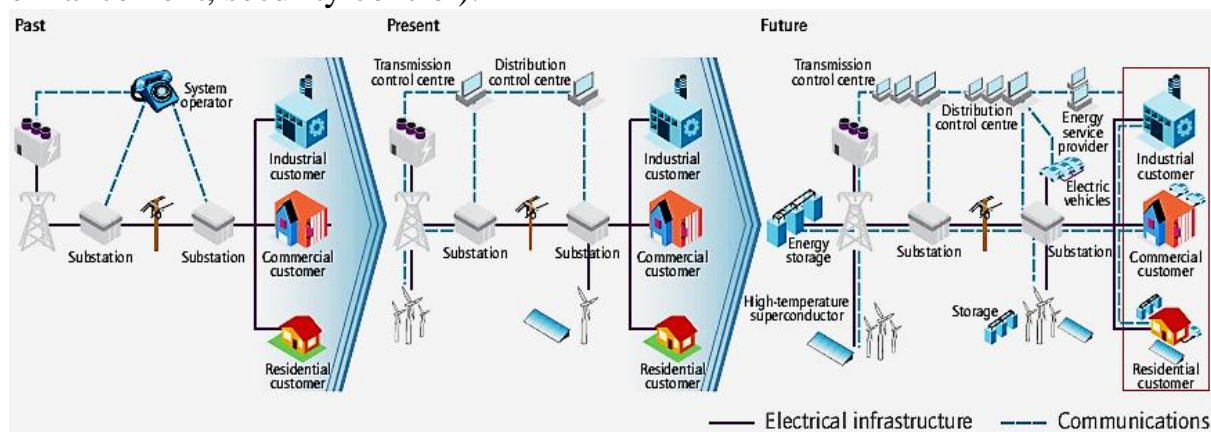 Past
System
operator
Substation
Substation
Industrial
customer
Commercial
customer
Residential
customer
Present
Transmission
control centre
Distribution
control centre
Substation
Substation
Industrial
customer
Commercial
customer
Residential
customer
Future
Transmission
control centre
Distribution
control centre
Energy
service
provider
Electric
vehicles
Energy
storage
Substation
Substation
High-temperature
superconductor
Storage
Industrial
customer
Commercial
customer
Residential
customer
Electrical infrastructure
Communications